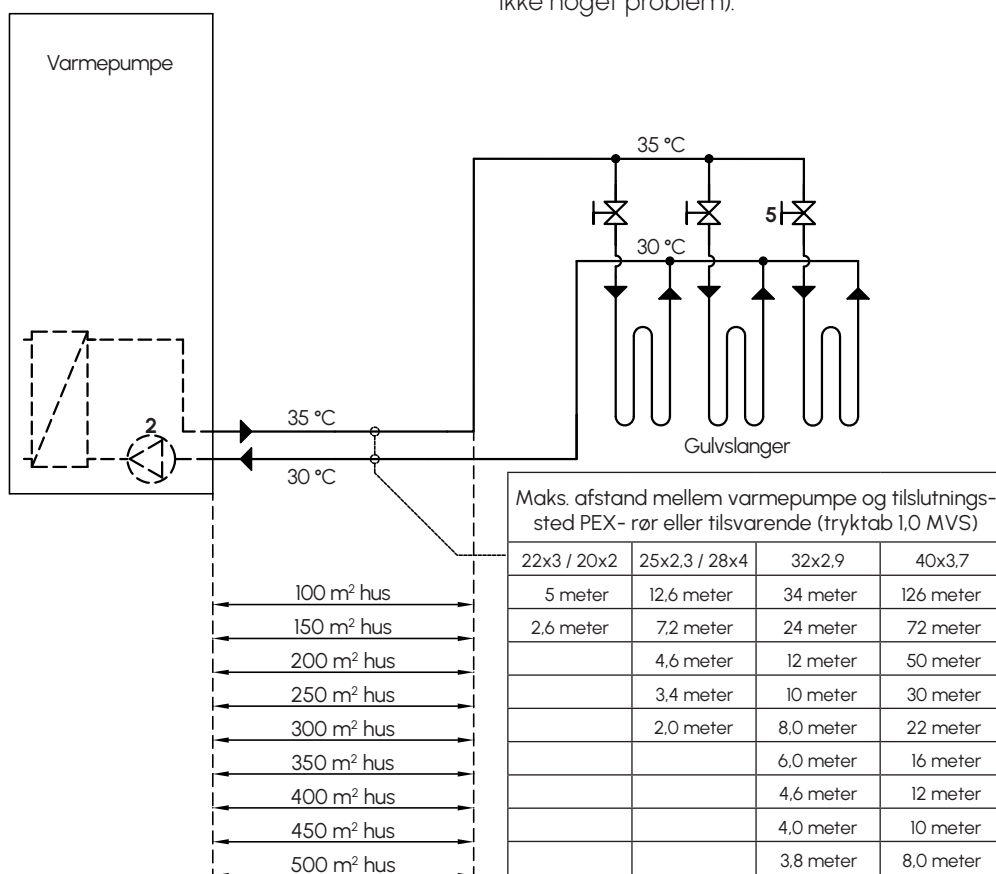 ikke noget problem).
Varmepumpe
35 °C
5
30 °C
2
35 °C
30 °C
Gulvslanger
Maks. afstand mellem varmepumpe og tilslutnings-
sted PEX- rør eller tilsvarende (tryktab 1,0 MVS)
22x3 / 20x2 25x2,3 / 28x4 32x2,9 40x3,7
100 m² hus 5 meter 12,6 meter 34 meter 126 meter
150 m² hus 2,6 meter 7,2 meter 24 meter 72 meter
200 m² hus 4,6 meter 12 meter 50 meter
250 m² hus 3,4 meter 10 meter 30 meter
300 m² hus 2,0 meter 8,0 meter 22 meter
350 m² hus 6,0 meter 16 meter
400 m² hus 4,6 meter 12 meter
450 m² hus 4,0 meter 10 meter
500 m² hus 3,8 meter 8,0 meter